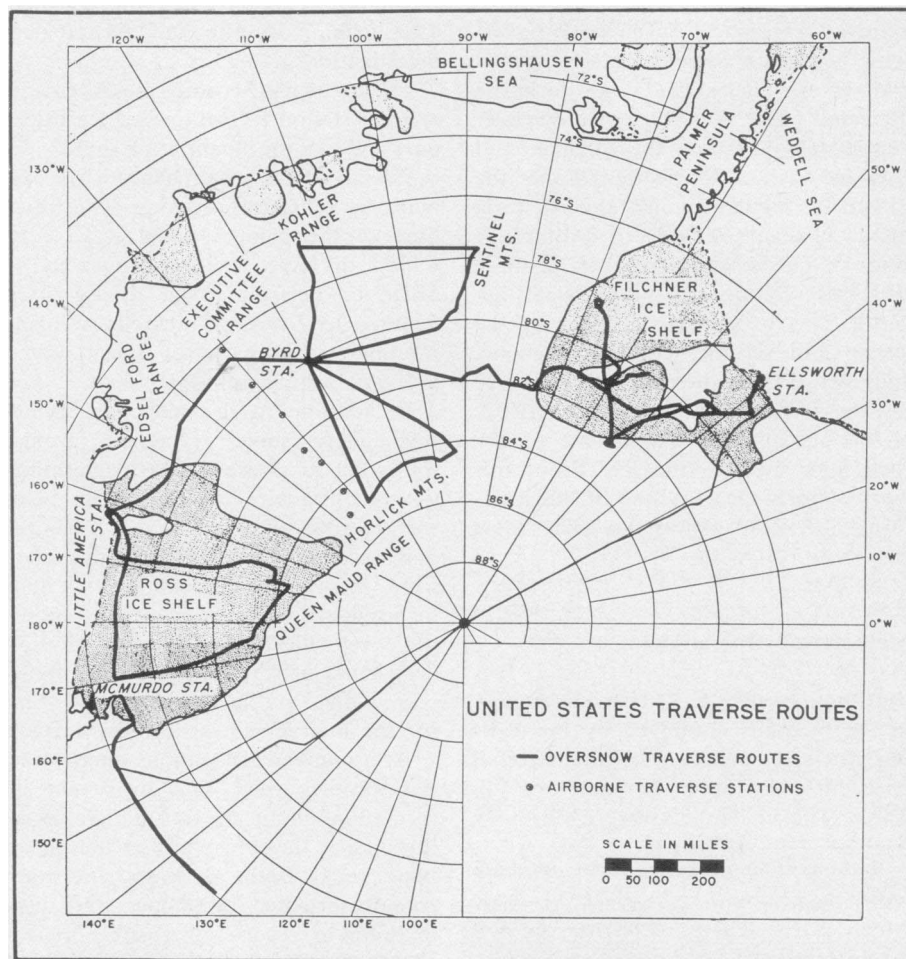 120°W
110°W
100°W
90°W
80°W
70°W
60°W
BELLINGSHAUSEN
SEA
72°S
74°S
76°S
78°S
80°S
82°S
84°S
86°S
88°S
PALMER
PENINSULA
WEDDELL SEA
130°W
50°W
KOHLER
RANGE
SENTINEL
MTS.
EXECUTIVE
COMMITTEE
RANGE
FILCHNER
ICE
SHELF
140°W
40°W
BYRD
STA.
EDSEL FORD
RANGES
ELLSWORTH
STA.
150°W
30°W
160°W
20°W
LITTLE AMERICA
STA.
HORLICK MTS.
170°W
10°W
ROSS
ICE SHELF
QUEEN MAUD RANGE
180°W
0°W
170°E
MCMURDO STA.
160°E
150°E
140°E
130°E
120°E
110°E
100°E
UNITED STATES TRAVERSE ROUTES
OVERSNOW TRAVERSE ROUTES
AIRBORNE TRAVERSE STATIONS
SCALE IN MILES
0 50 100 200